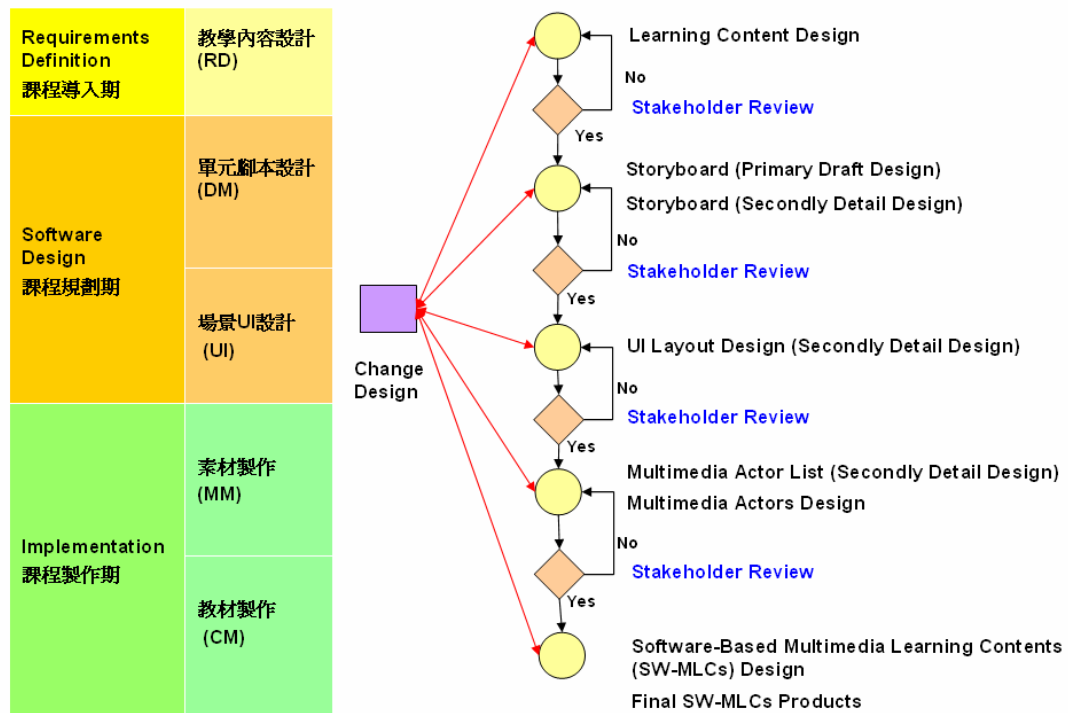 Requirements
Definition
課程導入期
教學內容設計
(RD)
Software
Design
課程規劃期
單元腳本設計
(DM)
場景UI設計
(UI)
Implementation
課程製作期
素材製作
(MM)
教材製作
(CM)
Change
Design
Learning Content Design
No
Stakeholder Review
Yes
Storyboard (Primary Draft Design)
Storyboard (Secondly Detail Design)
No
Stakeholder Review
Yes
UI Layout Design (Secondly Detail Design)
No
Stakeholder Review
Yes
Multimedia Actor List (Secondly Detail Design)
Multimedia Actors Design
No
Stakeholder Review
Yes
Software-Based Multimedia Learning Contents
(SW-MLCs) Design
Final SW-MLCs Products